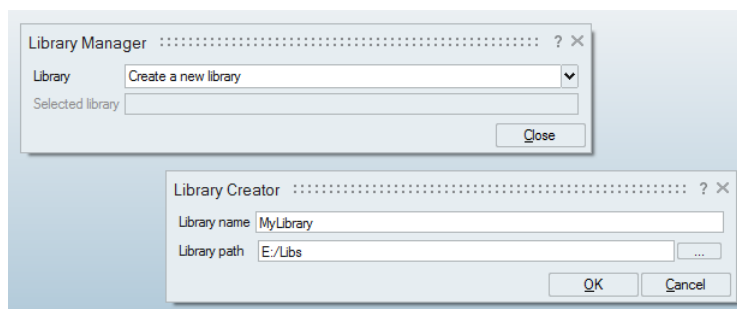 Library Manager ? ×
Library Create a new library
Selected library
Close
Library Creator ? ×
Library name MyLibrary
Library path E:/Libs ...
OK Cancel